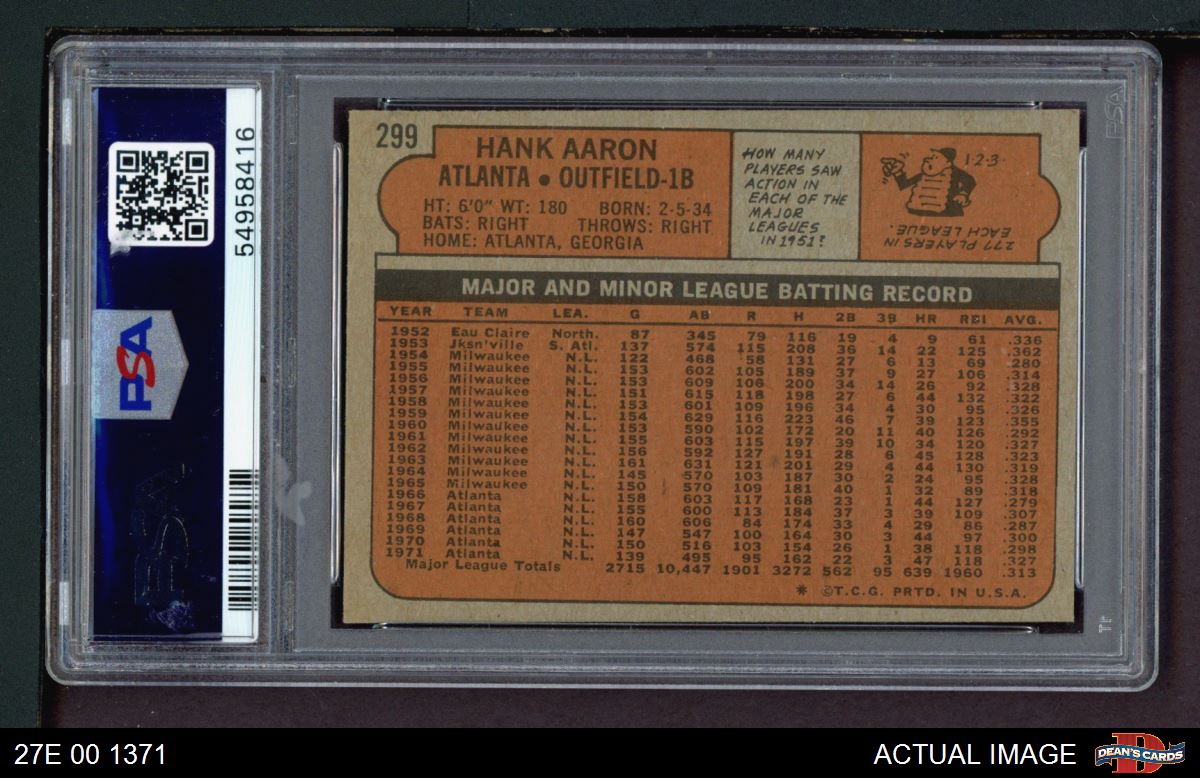 54958416
PSA
299
HANK AARON
ATLANTA • OUTFIELD-1B
HT: 6'0" WT: 180 BORN: 2-5-34
BATS: RIGHT THROWS: RIGHT
HOME: ATLANTA, GEORGIA
HOW MANY
PLAYERS SAW
ACTION IN
EACH OF THE
MAJOR
LEAGUES
IN 1951?
1-2-3-
277 PLAYERS IN
EACH LEAGUE.
MAJOR AND MINOR LEAGUE BATTING RECORD
YEAR TEAM LEA. G AB R H 2B 3B HR RBI AVG.
1952 Eau Claire North. 87 345 79 116 19 4 9 61 .336
1953 Jksn'ville S. Atl. 137 574 115 208 36 14 22 125 .362
1954 Milwaukee N.L. 122 468 58 131 27 6 13 69 .280
1955 Milwaukee N.L. 153 602 105 189 37 9 27 106 .314
1956 Milwaukee N.L. 153 609 106 200 34 14 26 92 .328
1957 Milwaukee N.L. 151 615 118 198 27 6 44 132 .322
1958 Milwaukee N.L. 153 601 109 196 34 4 30 95 .326
1959 Milwaukee N.L. 154 629 116 223 46 7 39 123 .355
1960 Milwaukee N.L. 153 590 102 172 20 11 40 126 .292
1961 Milwaukee N.L. 155 603 115 197 39 10 34 120 .327
1962 Milwaukee N.L. 156 592 127 191 28 6 45 128 .323
1963 Milwaukee N.L. 161 631 121 201 29 4 44 130 .319
1964 Milwaukee N.L. 145 570 103 187 30 2 24 95 .328
1965 Milwaukee N.L. 150 570 109 181 40 1 32 89 .318
1966 Atlanta N.L. 158 603 117 168 23 1 44 127 .279
1967 Atlanta N.L. 155 600 113 184 37 3 39 109 .307
1968 Atlanta N.L. 160 606 84 174 33 4 29 86 .287
1969 Atlanta N.L. 147 547 100 164 30 3 44 97 .300
1970 Atlanta N.L. 150 516 103 154 26 1 38 118 .298
1971 Atlanta N.L. 139 495 95 162 22 3 47 118 .327
Major League Totals 2715 10,447 1901 3272 562 95 639 1960 .313
* ©T.C.G. PRTD. IN U.S.A.
PSA
27E 00 1371
ACTUAL IMAGE
DEAN'S CARDS